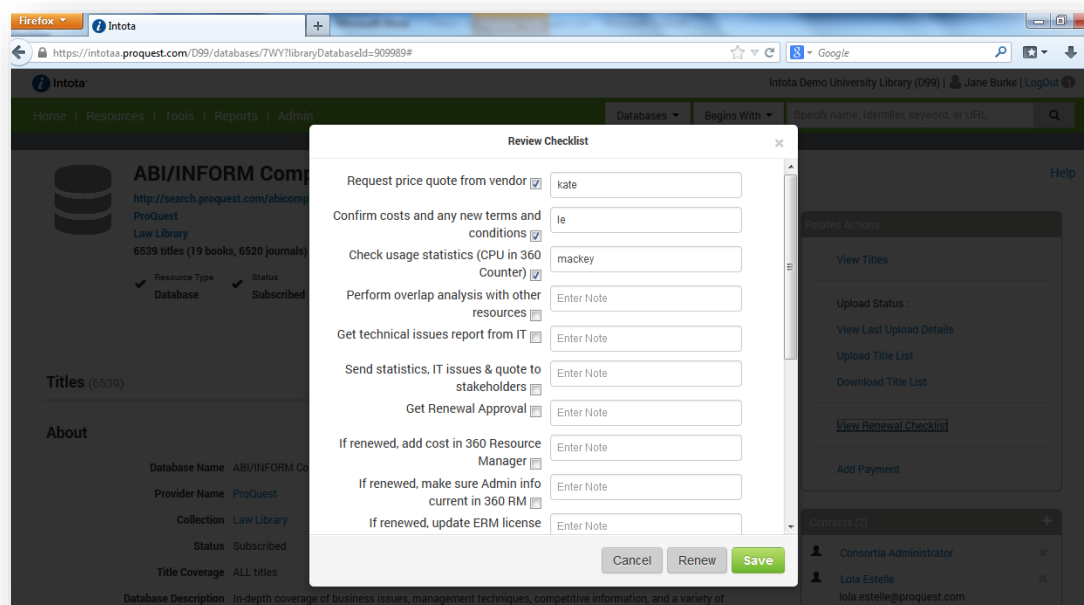 Firefox
Intota
+
https://intotaa.proquest.com/D99/databases/7WY?libraryDatabaseId=909989#
Google
Intota
Intota Demo University Library (D99) | Jane Burke | LogOut
Home | Resources | Tools | Reports | Admin
Databases
Begins With
Specify name, identifier, keyword, or URL
Help
ABI/INFORM Comp
http://search.proquest.com/abicomp
ProQuest
Law Library
6539 titles (19 books, 6520 journals)
Resource Type
Database
Status
Subscribed
Titles (6539)
About
Database Name ABI/INFORM Co
Provider Name ProQuest
Collection Law Library
Status Subscribed
Title Coverage ALL titles
Database Description In-depth coverage of business issues, management techniques, competitive information, and a variety of
Review Checklist
×
Request price quote from vendor
kate
Confirm costs and any new terms and
conditions
le
Check usage statistics (CPU in 360
Counter)
mackey
Perform overlap analysis with other
resources
Enter Note
Get technical issues report from IT
Enter Note
Send statistics, IT issues & quote to
stakeholders
Enter Note
Get Renewal Approval
Enter Note
If renewed, add cost in 360 Resource
Manager
Enter Note
If renewed, make sure Admin info
current in 360 RM
Enter Note
If renewed, update ERM license
Enter Note
Cancel
Renew
Save
Related Actions
View Titles
Upload Status :
View Last Upload Details
Upload Title List
Download Title List
View Renewal Checklist
Add Payment
Contacts (2)
+
Consortia Administrator
Lola Estelle
lola.estelle@proquest.com